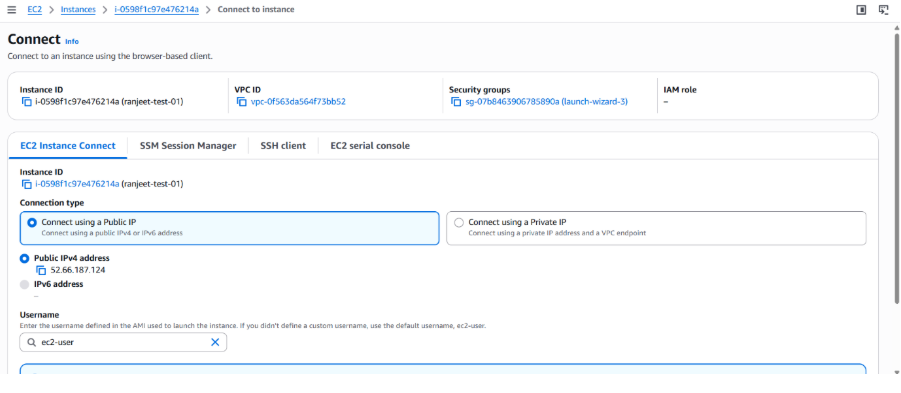 EC2 > Instances > i-0598f1c97e476214a > Connect to instance
Connect Info
Connect to an instance using the browser-based client.
Instance ID
i-0598f1c97e476214a (ranjeet-test-01)
VPC ID
vpc-0f563da564f73bb52
Security groups
sg-07b8463906785890a (launch-wizard-3)
IAM role
–
EC2 Instance Connect
SSM Session Manager
SSH client
EC2 serial console
Instance ID
i-0598f1c97e476214a (ranjeet-test-01)
Connection type
Connect using a Public IP
Connect using a public IPv4 or IPv6 address
Connect using a Private IP
Connect using a private IP address and a VPC endpoint
Public IPv4 address
52.66.187.124
IPv6 address
–
Username
Enter the username defined in the AMI used to launch the instance. If you didn't define a custom username, use the default username, ec2-user.
ec2-user